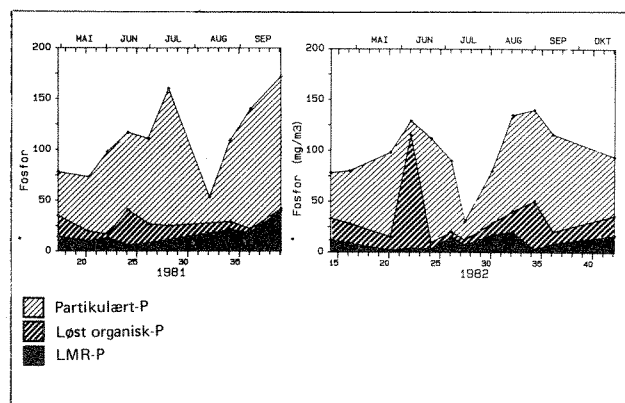 MAI JUN JUL AUG SEP
MAI JUN JUL AUG SEP OKT
200 150 100 50 0
Fosfor
20 25 30 35
1981
200 150 100 50 0
Fosfor (mg/m3)
15 20 25 30 35 40
1982
Partikulært-P
Løst organisk-P
LMR-P